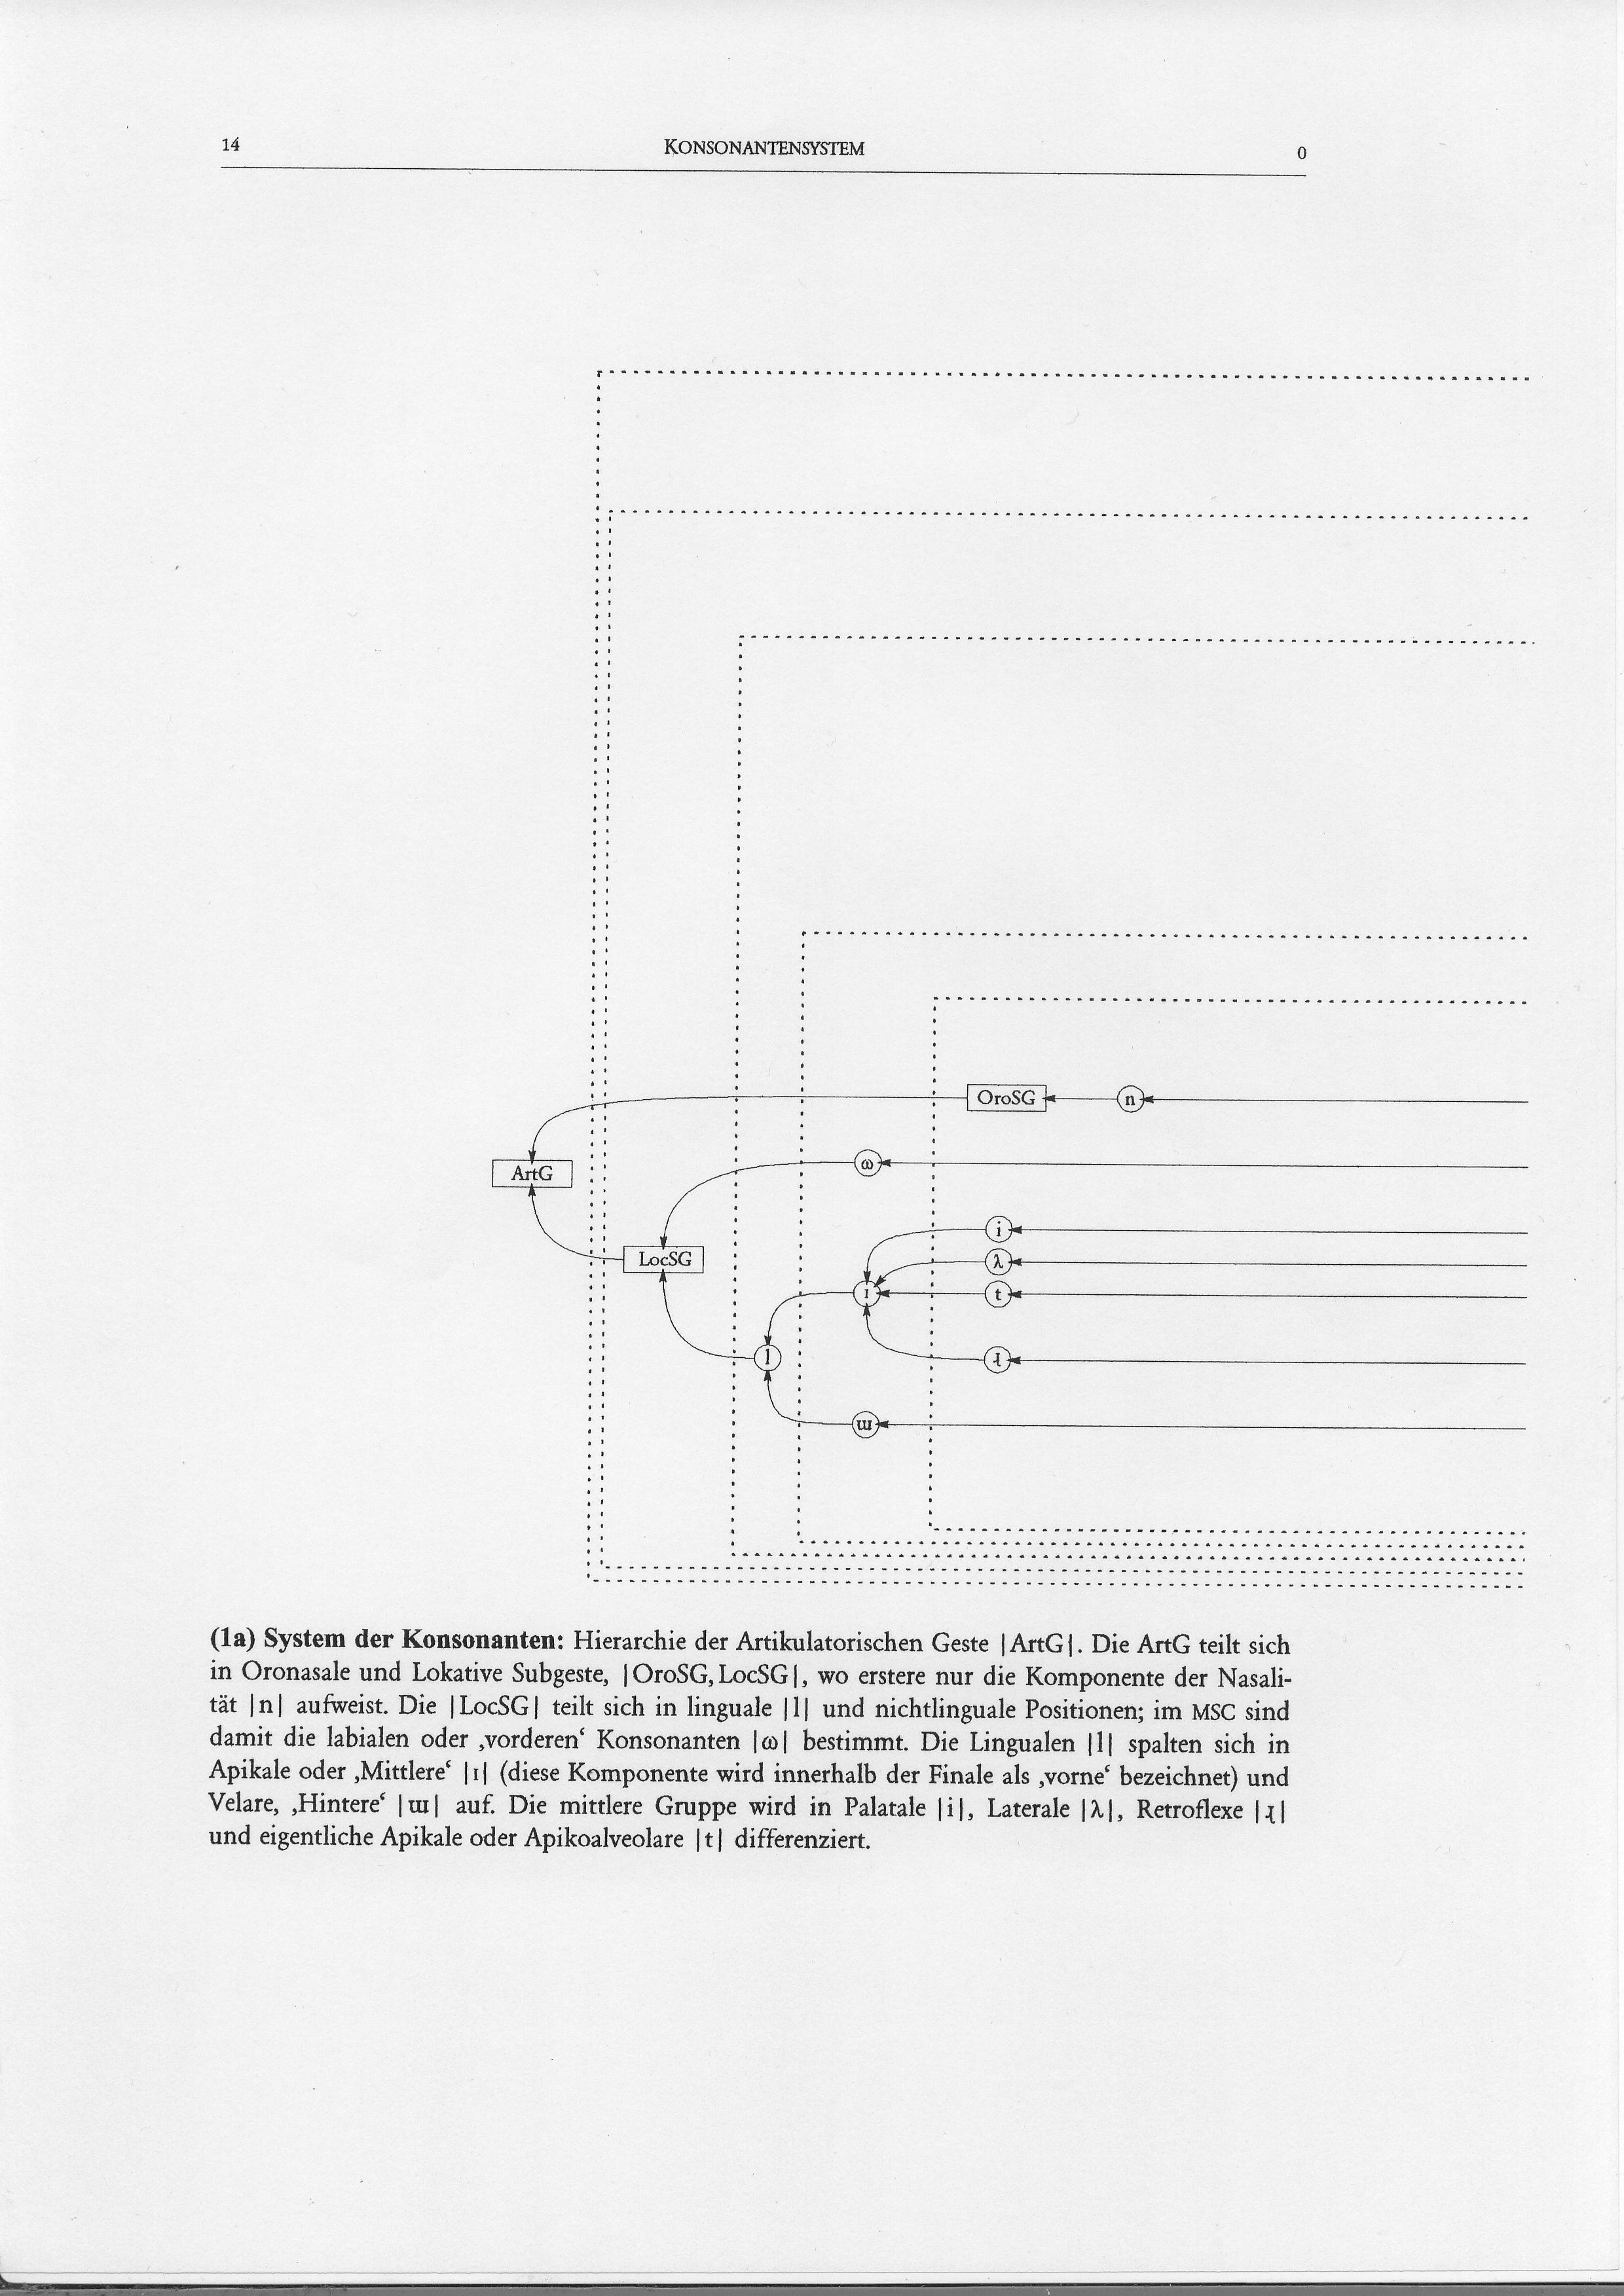 14 KONSONANTENSYSTEM 0
OroSG n
ω
ArtG
i
LocSG λ
ɪ t
l ɻ
ɯ
(1a) System der Konsonanten: Hierarchie der Artikulatorischen Geste |ArtG|. Die ArtG teilt sich
in Oronasale und Lokative Subgeste, |OroSG, LocSG|, wo erstere nur die Komponente der Nasali-
tät |n| aufweist. Die |LocSG| teilt sich in linguale |l| und nichtlinguale Positionen; im MSC sind
damit die labialen oder ‚vorderen‘ Konsonanten |ω| bestimmt. Die Lingualen |l| spalten sich in
Apikale oder ‚Mittlere‘ |ɪ| (diese Komponente wird innerhalb der Finale als ‚vorne‘ bezeichnet) und
Velare, ‚Hintere‘ |ɯ| auf. Die mittlere Gruppe wird in Palatale |i|, Laterale |λ|, Retroflexe |ɻ|
und eigentliche Apikale oder Apikoalveolare |t| differenziert.